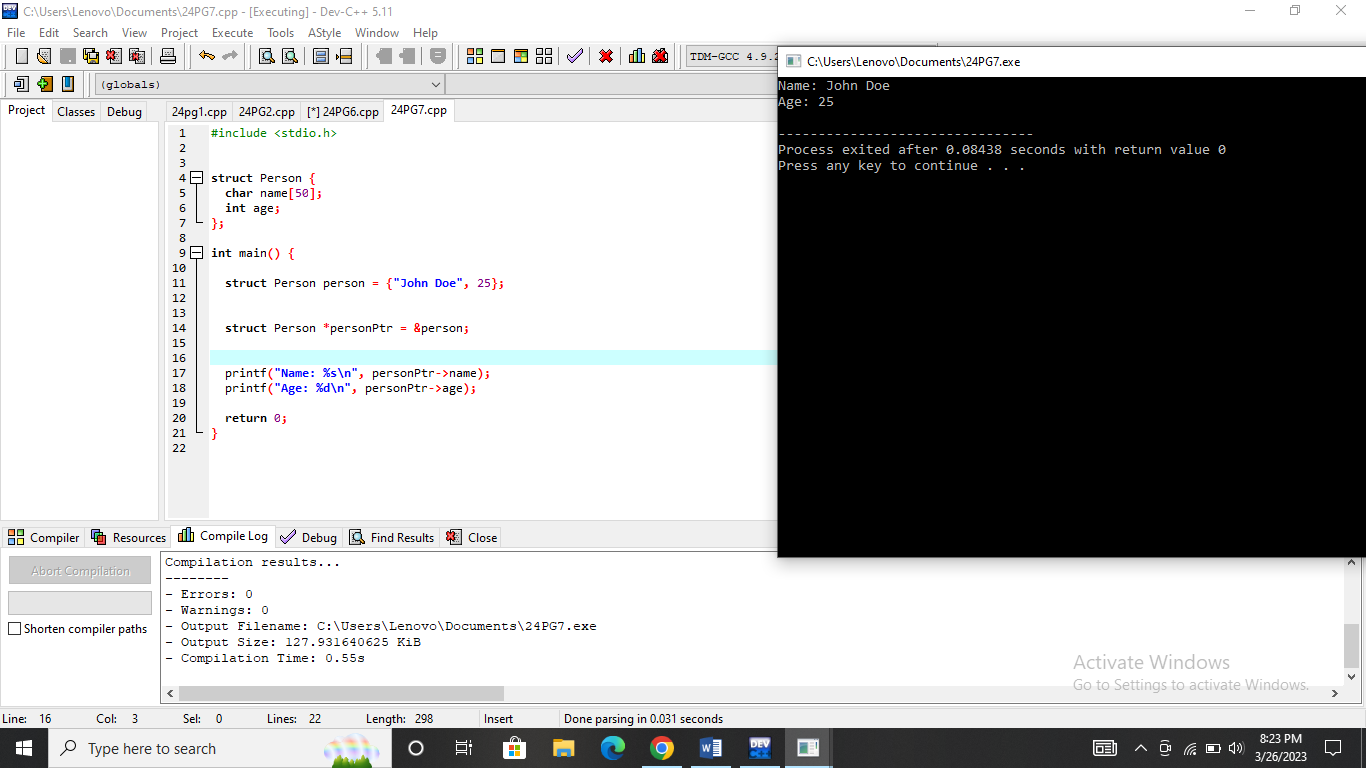 C:\Users\Lenovo\Documents\24PG7.cpp - [Executing] - Dev-C++ 5.11
File Edit Search View Project Execute Tools AStyle Window Help
TDM-GCC 4.9.2
(globals)
Project Classes Debug
24pg1.cpp 24PG2.cpp [*] 24PG6.cpp 24PG7.cpp
1 #include <stdio.h>
2
3
4 struct Person {
5 char name[50];
6 int age;
7 };
8
9 int main() {
10
11 struct Person person = {"John Doe", 25};
12
13
14 struct Person *personPtr = &person;
15
16
17 printf("Name: %s\n", personPtr->name);
18 printf("Age: %d\n", personPtr->age);
19
20 return 0;
21 }
22
C:\Users\Lenovo\Documents\24PG7.exe
Name: John Doe
Age: 25
--------------------------------
Process exited after 0.08438 seconds with return value 0
Press any key to continue . . .
Compiler Resources Compile Log Debug Find Results Close
Abort Compilation
Shorten compiler paths
Compilation results...
--------
- Errors: 0
- Warnings: 0
- Output Filename: C:\Users\Lenovo\Documents\24PG7.exe
- Output Size: 127.931640625 KiB
- Compilation Time: 0.55s
Activate Windows
Go to Settings to activate Windows.
Line: 16 Col: 3 Sel: 0 Lines: 22 Length: 298 Insert Done parsing in 0.031 seconds
Type here to search
8:23 PM
3/26/2023